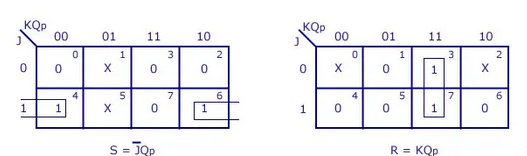 KQp KQp
J 00 01 11 10 J 00 01 11 10
0 0 0 X 1 0 3 0 2 0 X 0 0 1 1 3 X 2
1 1 4 X 5 0 7 1 6 1 0 4 0 5 1 7 0 6
S = J̅Qp R = KQp